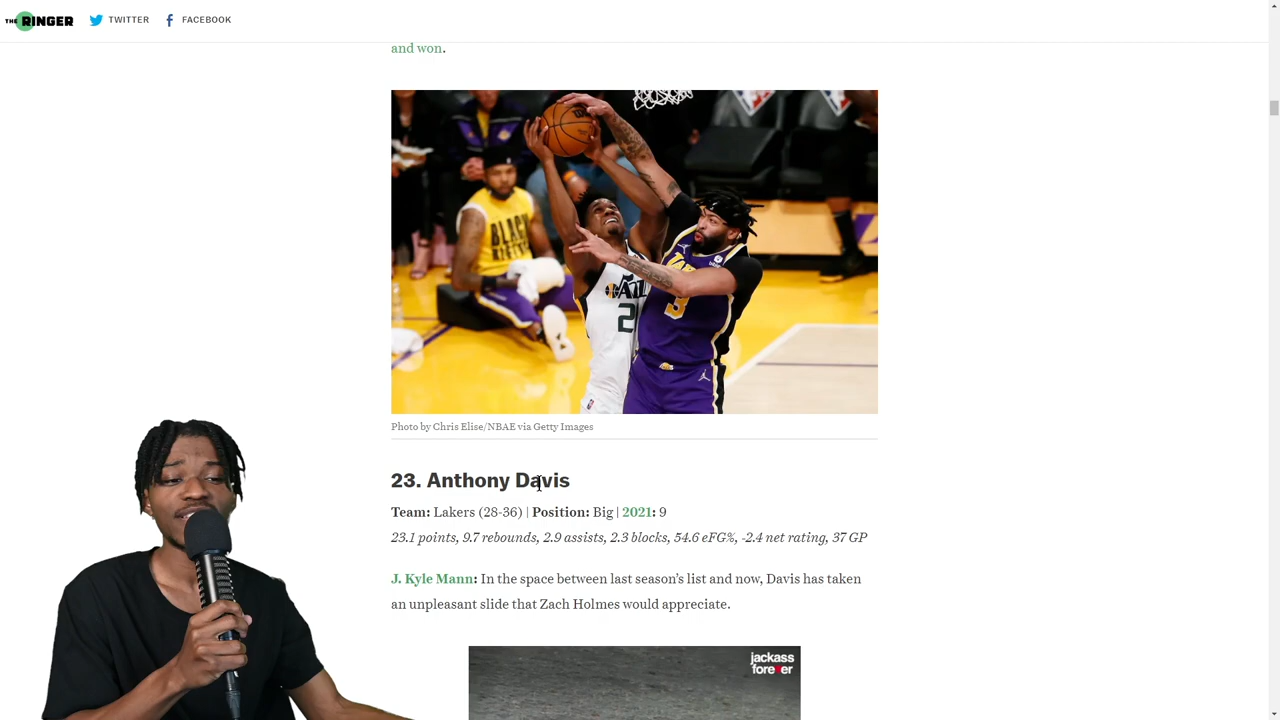 THE RINGER TWITTER FACEBOOK
and won.
BLACK
3
2
Photo by Chris Elise/NBAE via Getty Images
23. Anthony Davis
Team: Lakers (28-36) | Position: Big | 2021: 9
23.1 points, 9.7 rebounds, 2.9 assists, 2.3 blocks, 54.6 eFG%, -2.4 net rating, 37 GP
J. Kyle Mann: In the space between last season’s list and now, Davis has taken
an unpleasant slide that Zach Holmes would appreciate.
jackass
forever